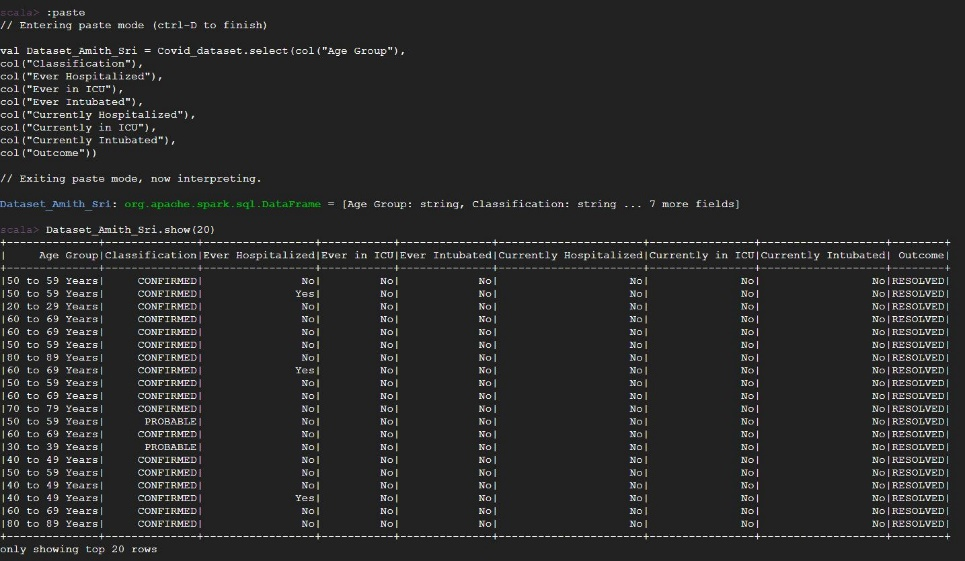 scala> :paste
// Entering paste mode (ctrl-D to finish)
val Dataset_Amith_Sri = Covid_dataset.select(col("Age Group"),
col("Classification"),
col("Ever Hospitalized"),
col("Ever in ICU"),
col("Ever Intubated"),
col("Currently Hospitalized"),
col("Currently in ICU"),
col("Currently Intubated"),
col("Outcome"))
// Exiting paste mode, now interpreting.
Dataset_Amith_Sri: org.apache.spark.sql.DataFrame = [Age Group: string, Classification: string ... 7 more fields]
scala> Dataset_Amith_Sri.show(20)
+--------------+--------------+-----------------+-----------+--------------+----------------------+----------------+-------------------+--------+
|     Age Group|Classification|Ever Hospitalized|Ever in ICU|Ever Intubated|Currently Hospitalized|Currently in ICU|Currently Intubated| Outcome|
+--------------+--------------+-----------------+-----------+--------------+----------------------+----------------+-------------------+--------+
|50 to 59 Years|     CONFIRMED|               No|         No|            No|                    No|              No|                 No|RESOLVED|
|50 to 59 Years|     CONFIRMED|              Yes|         No|            No|                    No|              No|                 No|RESOLVED|
|20 to 29 Years|     CONFIRMED|               No|         No|            No|                    No|              No|                 No|RESOLVED|
|60 to 69 Years|     CONFIRMED|               No|         No|            No|                    No|              No|                 No|RESOLVED|
|60 to 69 Years|     CONFIRMED|               No|         No|            No|                    No|              No|                 No|RESOLVED|
|50 to 59 Years|     CONFIRMED|               No|         No|            No|                    No|              No|                 No|RESOLVED|
|80 to 89 Years|     CONFIRMED|               No|         No|            No|                    No|              No|                 No|RESOLVED|
|60 to 69 Years|     CONFIRMED|              Yes|         No|            No|                    No|              No|                 No|RESOLVED|
|50 to 59 Years|     CONFIRMED|               No|         No|            No|                    No|              No|                 No|RESOLVED|
|60 to 69 Years|     CONFIRMED|               No|         No|            No|                    No|              No|                 No|RESOLVED|
|70 to 79 Years|     CONFIRMED|               No|         No|            No|                    No|              No|                 No|RESOLVED|
|50 to 59 Years|      PROBABLE|               No|         No|            No|                    No|              No|                 No|RESOLVED|
|60 to 69 Years|     CONFIRMED|               No|         No|            No|                    No|              No|                 No|RESOLVED|
|30 to 39 Years|      PROBABLE|               No|         No|            No|                    No|              No|                 No|RESOLVED|
|40 to 49 Years|     CONFIRMED|               No|         No|            No|                    No|              No|                 No|RESOLVED|
|50 to 59 Years|     CONFIRMED|               No|         No|            No|                    No|              No|                 No|RESOLVED|
|40 to 49 Years|     CONFIRMED|               No|         No|            No|                    No|              No|                 No|RESOLVED|
|40 to 49 Years|     CONFIRMED|              Yes|         No|            No|                    No|              No|                 No|RESOLVED|
|60 to 69 Years|     CONFIRMED|               No|         No|            No|                    No|              No|                 No|RESOLVED|
|80 to 89 Years|     CONFIRMED|               No|         No|            No|                    No|              No|                 No|RESOLVED|
+--------------+--------------+-----------------+-----------+--------------+----------------------+----------------+-------------------+--------+
only showing top 20 rows